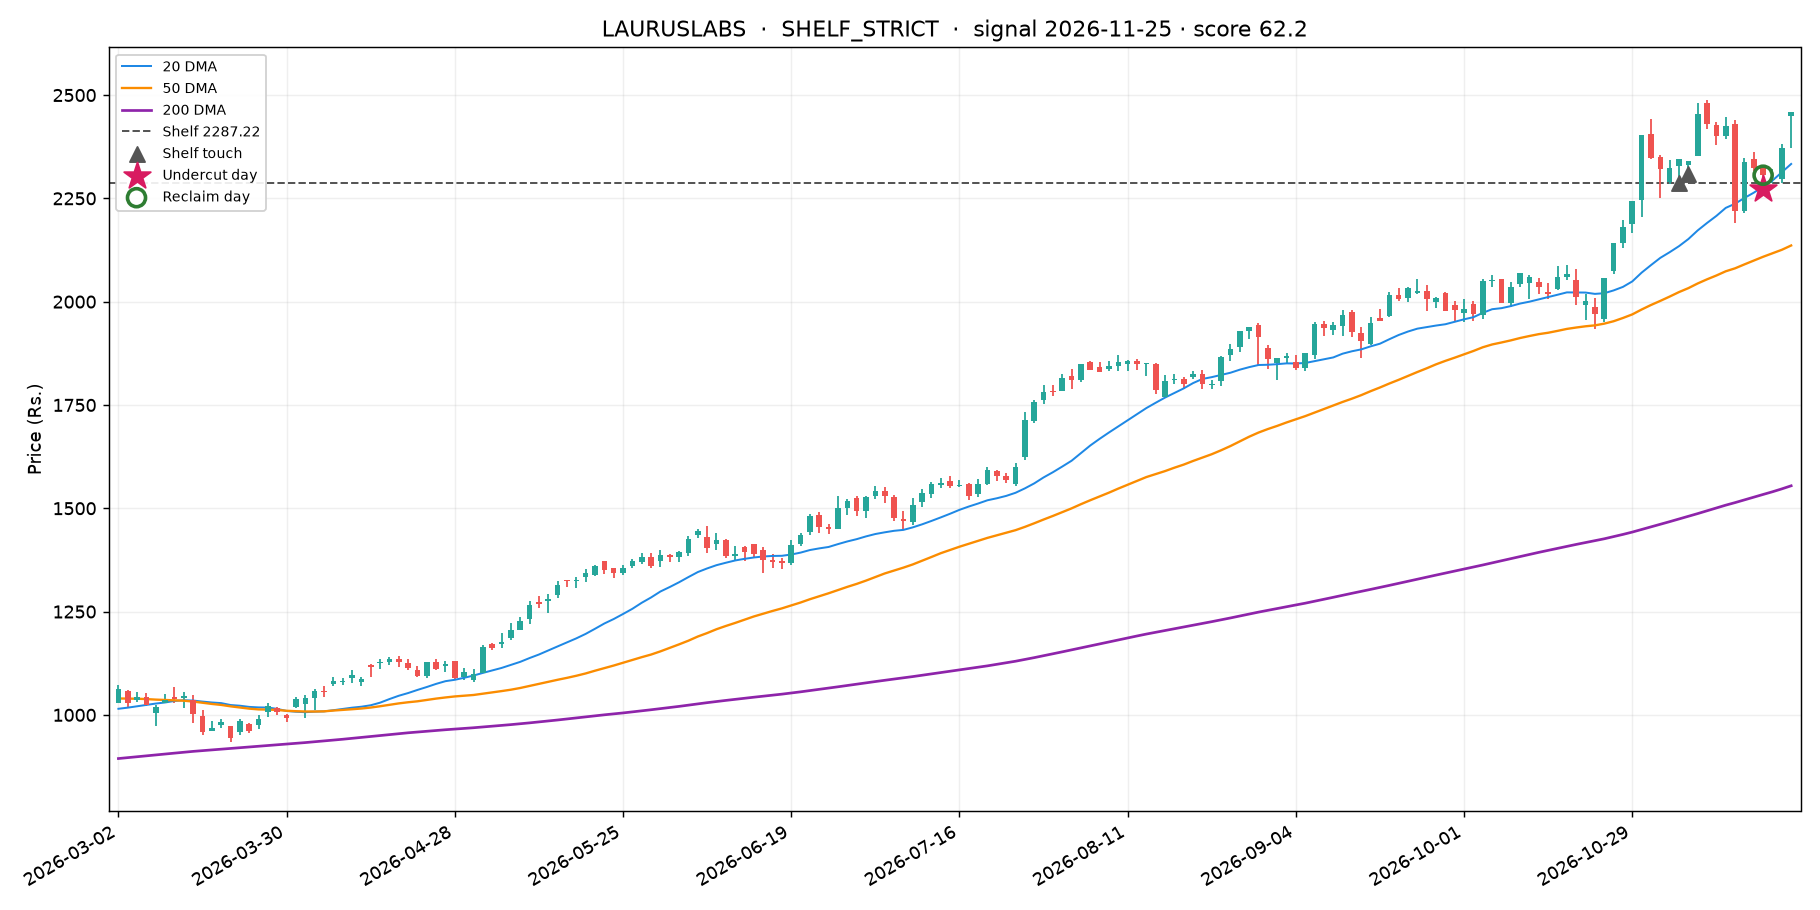 LAURUSLABS · SHELF_STRICT · signal 2026-11-25 · score 62.2
20 DMA
50 DMA
200 DMA
Shelf 2287.22
Shelf touch
Undercut day
Reclaim day
Price (Rs.)
2500
2250
2000
1750
1500
1250
1000
2026-03-02
2026-03-30
2026-04-28
2026-05-25
2026-06-19
2026-07-16
2026-08-11
2026-09-04
2026-10-01
2026-10-29